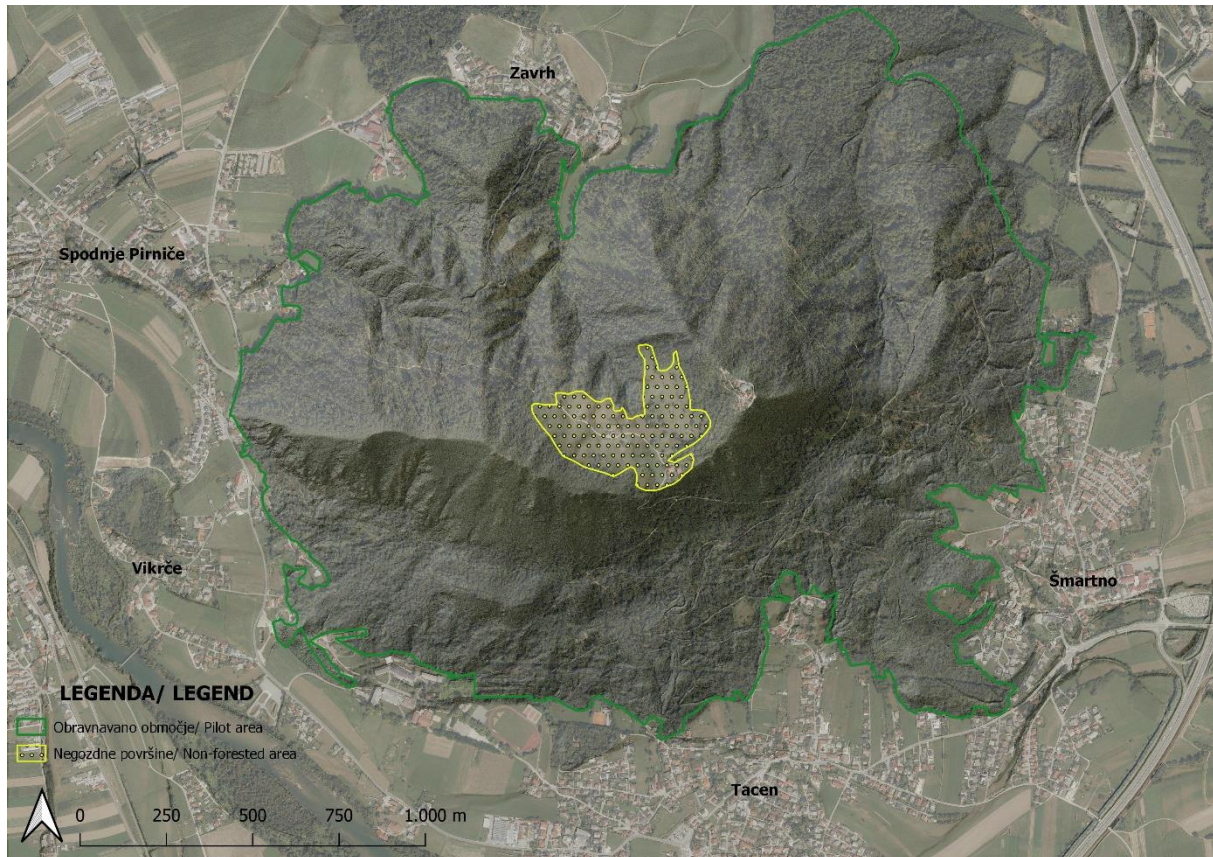 Zavrh
Spodnje Pirniče
Vikrče
Šmartno
Tacen
LEGENDA/ LEGEND
Obravnavano območje/ Pilot area
Negozdne površine/ Non-forested area
0 250 500 750 1.000 m